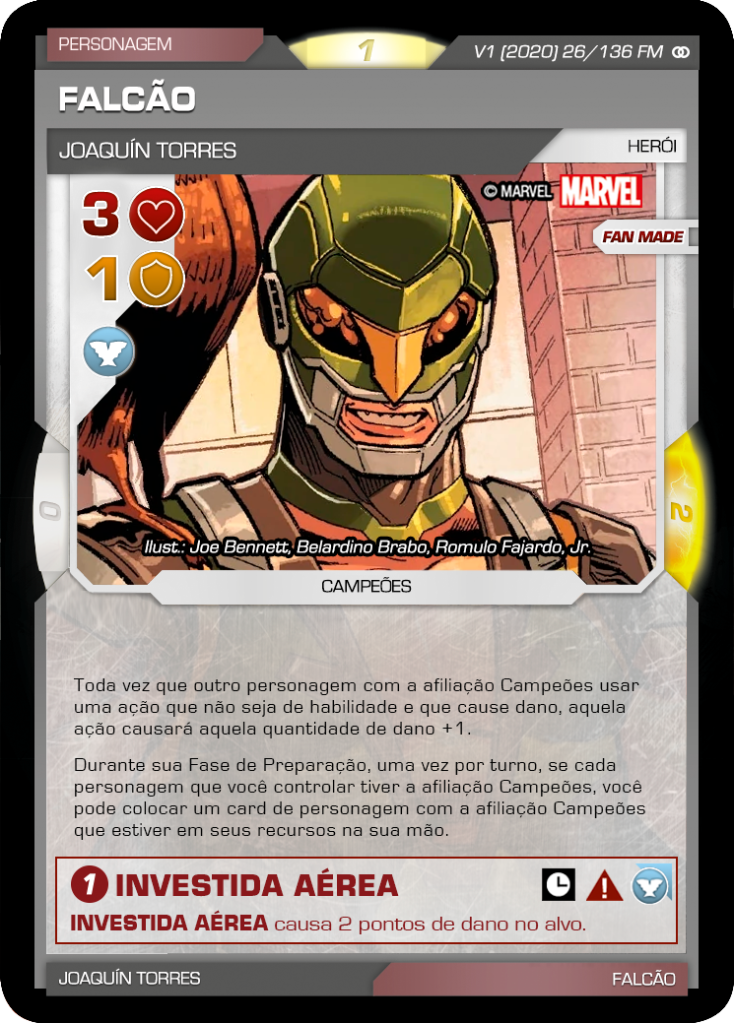 PERSONAGEM
1
V1 (2020) 26/136 FM
FALCÃO
JOAQUÍN TORRES
HERÓI
3
© MARVEL MARVEL
FAN MADE
1
0
2
Ilust.: Joe Bennett, Belardino Brabo, Romulo Fajardo, Jr.
CAMPEÕES
Toda vez que outro personagem com a afiliação Campeões usar
uma ação que não seja de habilidade e que cause dano, aquela
ação causará aquela quantidade de dano +1.
Durante sua Fase de Preparação, uma vez por turno, se cada
personagem que você controlar tiver a afiliação Campeões, você
pode colocar um card de personagem com a afiliação Campeões
que estiver em seus recursos na sua mão.
1 INVESTIDA AÉREA
INVESTIDA AÉREA causa 2 pontos de dano no alvo.
JOAQUÍN TORRES
FALCÃO